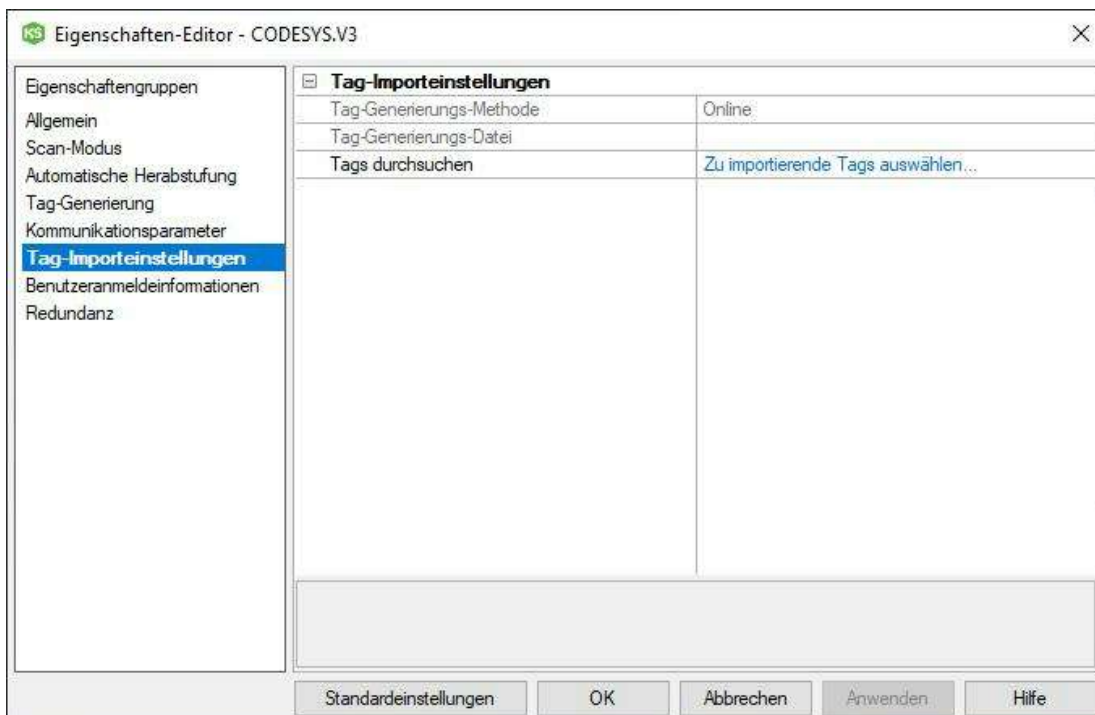 KS Eigenschaften-Editor - CODESYS.V3
Eigenschaftengruppen
Allgemein
Scan-Modus
Automatische Herabstufung
Tag-Generierung
Kommunikationsparameter
Tag-Importeinstellungen
Benutzeranmeldeinformationen
Redundanz
Tag-Importeinstellungen
Tag-Generierungs-Methode Online
Tag-Generierungs-Datei
Tags durchsuchen Zu importierende Tags auswählen...
Standardeinstellungen OK Abbrechen Anwenden Hilfe